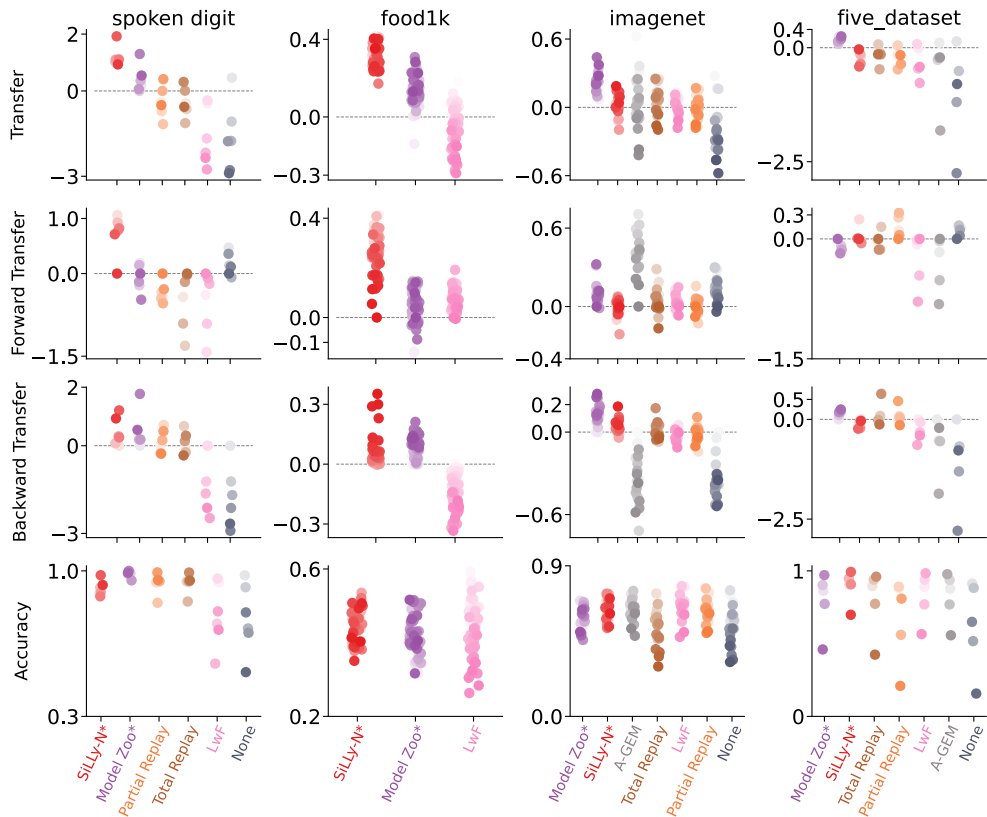 spoken digit food1k imagenet five_dataset
Transfer
2
0
−3
0.4
0.0
−0.3
0.6
0.0
−0.6
0.4
0.0
−2.5
Forward Transfer
1.0
0.0
−1.5
0.4
0.0
−0.1
0.4
0.0
−0.4
0.3
0.0
−1.5
Backward Transfer
2
0
−3
0.3
0.0
−0.3
0.2
0.0
−0.6
0.5
0.0
−2.5
Accuracy
1.0
0.3
0.6
0.2
0.9
0.0
1
0
SiLLy-N*
Model Zoo*
Partial Replay
Total Replay
LwF
None
SiLLy-N*
Model Zoo*
LwF
Model Zoo*
SiLLy-N*
A-GEM
Total Replay
LwF
Partial Replay
None
Model Zoo*
SiLLy-N*
Total Replay
Partial Replay
LwF
A-GEM
None